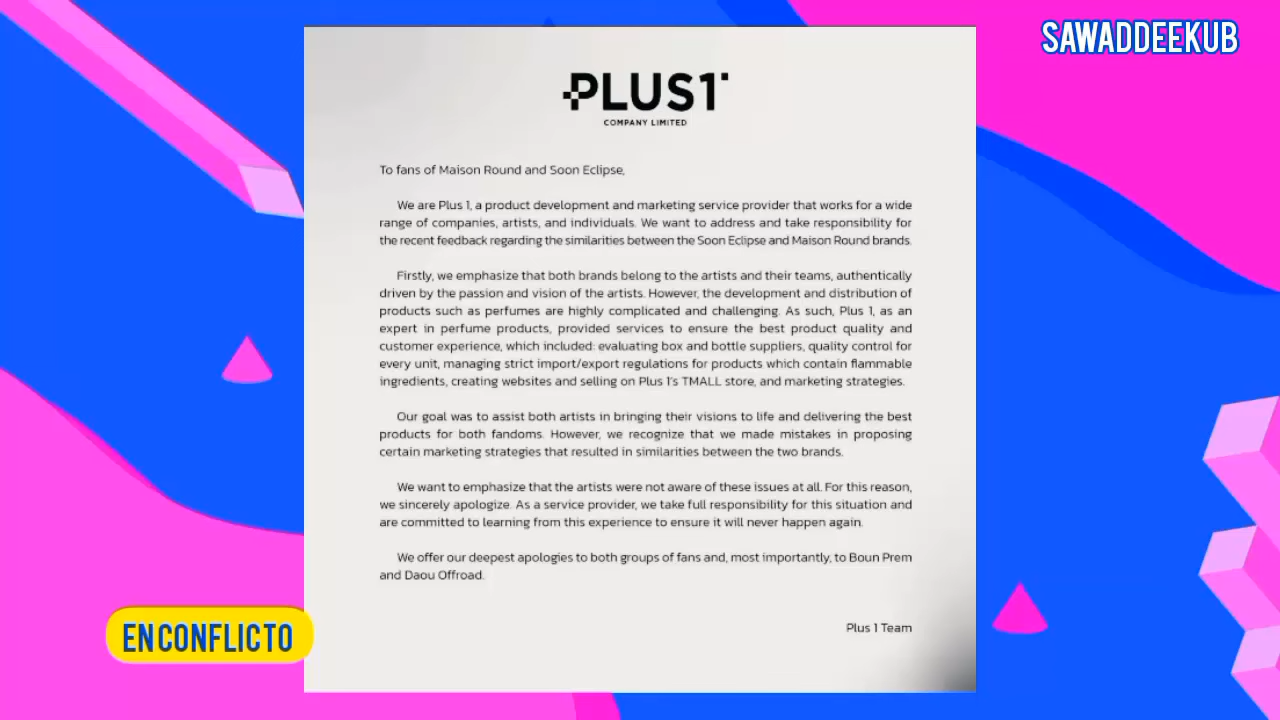 SAWADDEEKUB
PLUS1
COMPANY LIMITED
To fans of Maison Round and Soon Eclipse,
We are Plus 1, a product development and marketing service provider that works for a wide
range of companies, artists, and individuals. We want to address and take responsibility for
the recent feedback regarding the similarities between the Soon Eclipse and Maison Round brands.
Firstly, we emphasize that both brands belong to the artists and their teams, authentically
driven by the passion and vision of the artists. However, the development and distribution of
products such as perfumes are highly complicated and challenging. As such, Plus 1, as an
expert in perfume products, provided services to ensure the best product quality and
customer experience, which included: evaluating box and bottle suppliers, quality control for
every unit, managing strict import/export regulations for products which contain flammable
ingredients, creating websites and selling on Plus 1's TMALL store, and marketing strategies.
Our goal was to assist both artists in bringing their visions to life and delivering the best
products for both fandoms. However, we recognize that we made mistakes in proposing
certain marketing strategies that resulted in similarities between the two brands.
We want to emphasize that the artists were not aware of these issues at all. For this reason,
we sincerely apologize. As a service provider, we take full responsibility for this situation and
are committed to learning from this experience to ensure it will never happen again.
We offer our deepest apologies to both groups of fans and, most importantly, to Boun Prem
and Daou Offroad.
Plus 1 Team
EN CONFLICTO